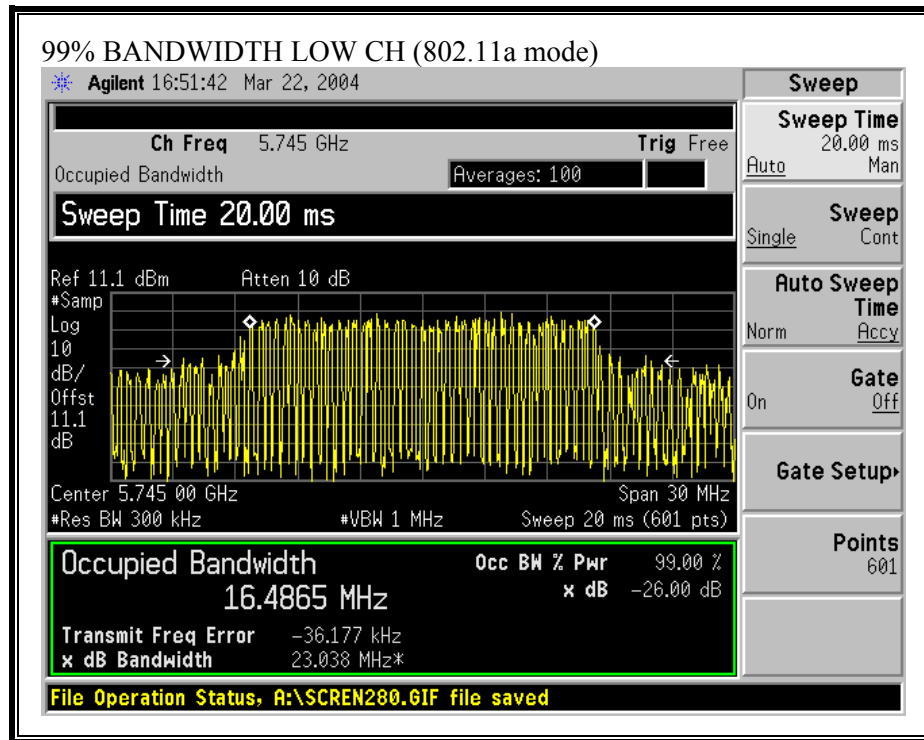 99% BANDWIDTH LOW CH (802.11a mode)
Agilent 16:51:42 Mar 22, 2004
Ch Freq 5.745 GHz Trig Free
Occupied Bandwidth Averages: 100
Sweep Time 20.00 ms
Ref 11.1 dBm Atten 10 dB
#Samp
Log
10
dB/
Offst
11.1
dB
Center 5.745 00 GHz Span 30 MHz
#Res BW 300 kHz #VBW 1 MHz Sweep 20 ms (601 pts)
Occupied Bandwidth Occ BW % Pwr 99.00 %
16.4865 MHz x dB -26.00 dB
Transmit Freq Error -36.177 kHz
x dB Bandwidth 23.038 MHz*
File Operation Status, A:\SCREN280.GIF file saved
Sweep
Sweep Time
20.00 ms
Auto Man
Sweep
Single Cont
Auto Sweep
Time
Norm Accy
Gate
On Off
Gate Setup
Points
601